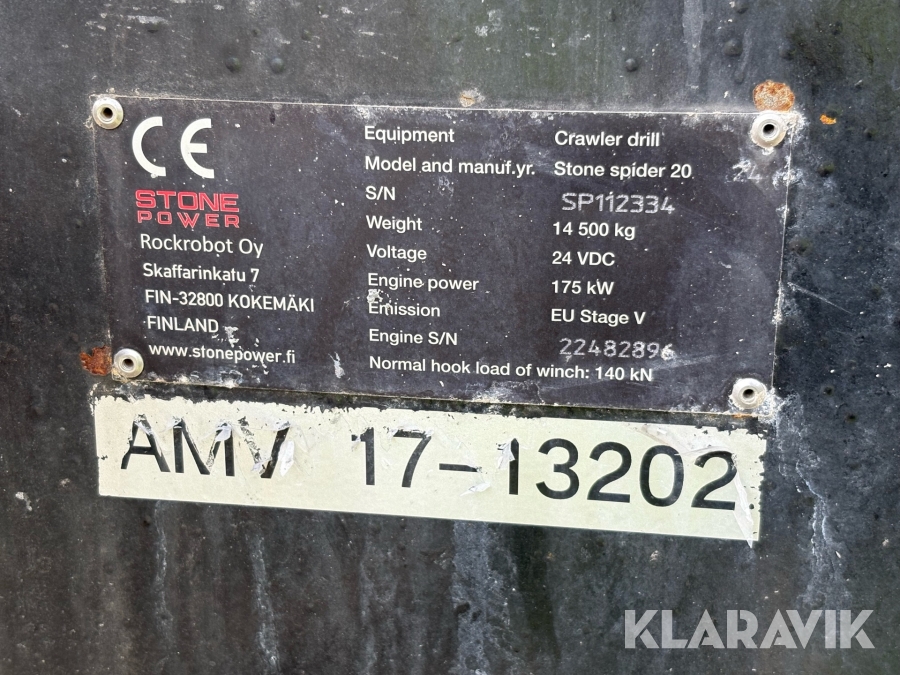 CE
STONE
POWER
Rockrobot Oy
Skaffarinkatu 7
FIN-32800 KOKEMÄKI
FINLAND
www.stonepower.fi
Equipment Crawler drill
Model and manuf.yr. Stone spider 20 24
S/N SP112334
Weight 14 500 kg
Voltage 24 VDC
Engine power 175 kW
Emission EU Stage V
Engine S/N 22482896
Normal hook load of winch: 140 kN
AMV 17-13202
KLARAVIK